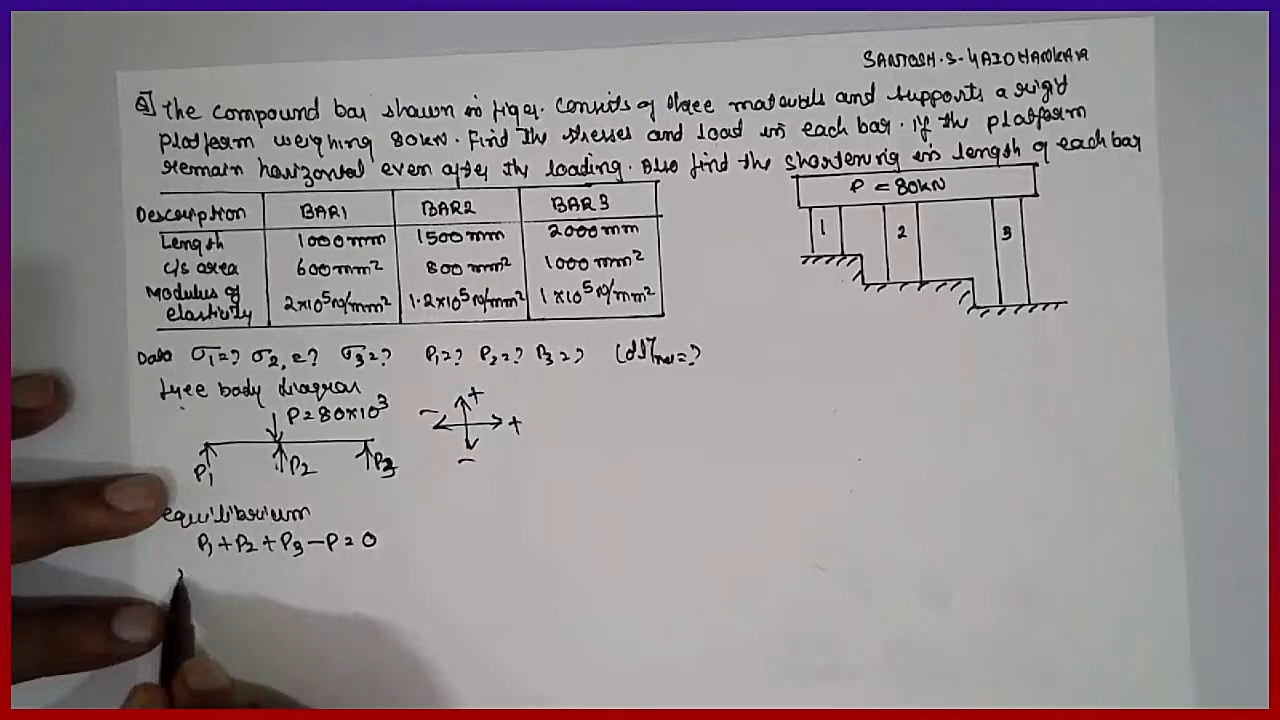 SANTOSH.S.
Q] The compound bar shown in fig. Consits of three materials and supports a rigid
platform weighing 80kN. Find the stresses and load in each bar. If the platform
remain horizontal even after the loading. Also find the shortening in length of each bar
Description BAR1 BAR2 BAR3
Length 1000mm 1500mm 2000mm
c/s area 600mm² 800mm² 1000mm²
Modulus of
elasticity 2×10⁵N/mm² 1.2×10⁵N/mm² 1×10⁵N/mm²
P = 80kN
1 2 3
Data σ1=? σ2,=? σ3=? P1=? P2=? P3=? =?
free body diagram
P=80×10³
P1 P2 P3
+ - + -
equilibrium
P1+P2+P3-P=0